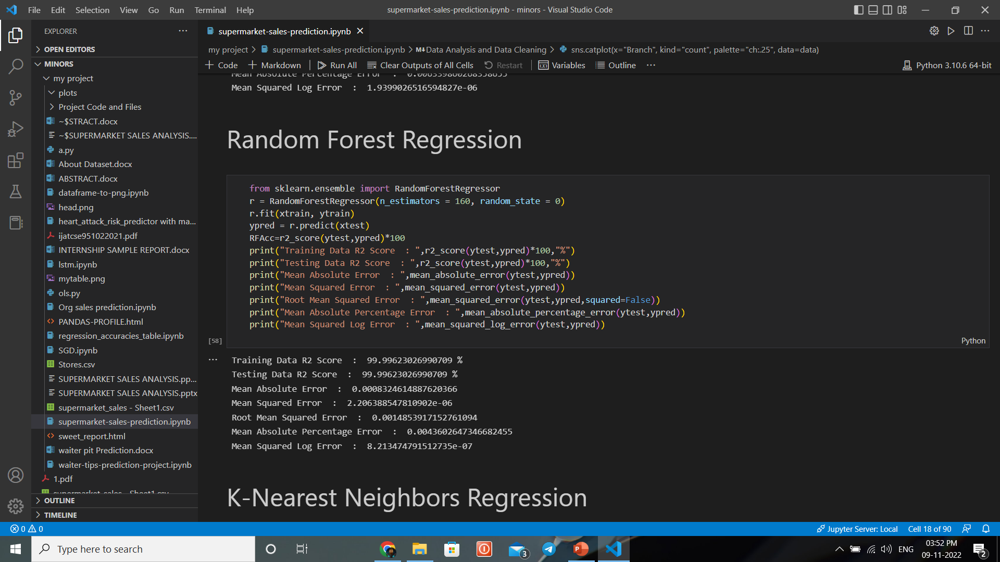 File Edit Selection View Go Run Terminal Help
supermarket-sales-prediction.ipynb - minors - Visual Studio Code
EXPLORER
OPEN EDITORS
MINORS
my project
plots
Project Code and Files
~$STRACT.docx
~$SUPERMARKET SALES ANALYSIS....
a.py
About Dataset.docx
ABSTRACT.docx
dataframe-to-png.ipynb
head.png
heart_attack_risk_predictor with ma...
ijatcse951022021.pdf
INTERNSHIP SAMPLE REPORT.docx
lstm.ipynb
mytable.png
ols.py
Org sales prediction.ipynb
PANDAS-PROFILE.html
regression_accuracies_table.ipynb
SGD.ipynb
Stores.csv
SUPERMARKET SALES ANALYSIS.pp...
SUPERMARKET SALES ANALYSIS.pptx
supermarket_sales - Sheet1.csv
supermarket-sales-prediction.ipynb
sweet_report.html
waiter pit Prediction.docx
waiter-tips-prediction-project.ipynb
1.pdf
supermarket_sales - Sheet1.csv
OUTLINE
TIMELINE
supermarket-sales-prediction.ipynb
my project > supermarket-sales-prediction.ipynb > M↓Data Analysis and Data Cleaning > sns.catplot(x="Branch", kind="count", palette="ch:.25", data=data)
+ Code + Markdown | Run All Clear Outputs of All Cells Restart | Variables Outline ···
Python 3.10.6 64-bit
Mean Absolute Percentage Error : 0.006339860268358655
Mean Squared Log Error : 1.9399026516594827e-06
Random Forest Regression
from sklearn.ensemble import RandomForestRegressor
r = RandomForestRegressor(n_estimators = 160, random_state = 0)
r.fit(xtrain, ytrain)
ypred = r.predict(xtest)
RFAcc=r2_score(ytest,ypred)*100
print("Training Data R2 Score : ",r2_score(ytest,ypred)*100,"%")
print("Testing Data R2 Score : ",r2_score(ytest,ypred)*100,"%")
print("Mean Absolute Error : ",mean_absolute_error(ytest,ypred))
print("Mean Squared Error : ",mean_squared_error(ytest,ypred))
print("Root Mean Squared Error : ",mean_squared_error(ytest,ypred,squared=False))
print("Mean Absolute Percentage Error : ",mean_absolute_percentage_error(ytest,ypred))
print("Mean Squared Log Error : ",mean_squared_log_error(ytest,ypred))
[58]
Python
Training Data R2 Score : 99.99623026990709 %
Testing Data R2 Score : 99.99623026990709 %
Mean Absolute Error : 0.0008324614887620366
Mean Squared Error : 2.206388547810902e-06
Root Mean Squared Error : 0.0014853917152761094
Mean Absolute Percentage Error : 0.0043602647346682455
Mean Squared Log Error : 8.213474791512735e-07
K-Nearest Neighbors Regression
0 0
Jupyter Server: Local Cell 18 of 90
Type here to search
3
ENG
03:52 PM
09-11-2022
2